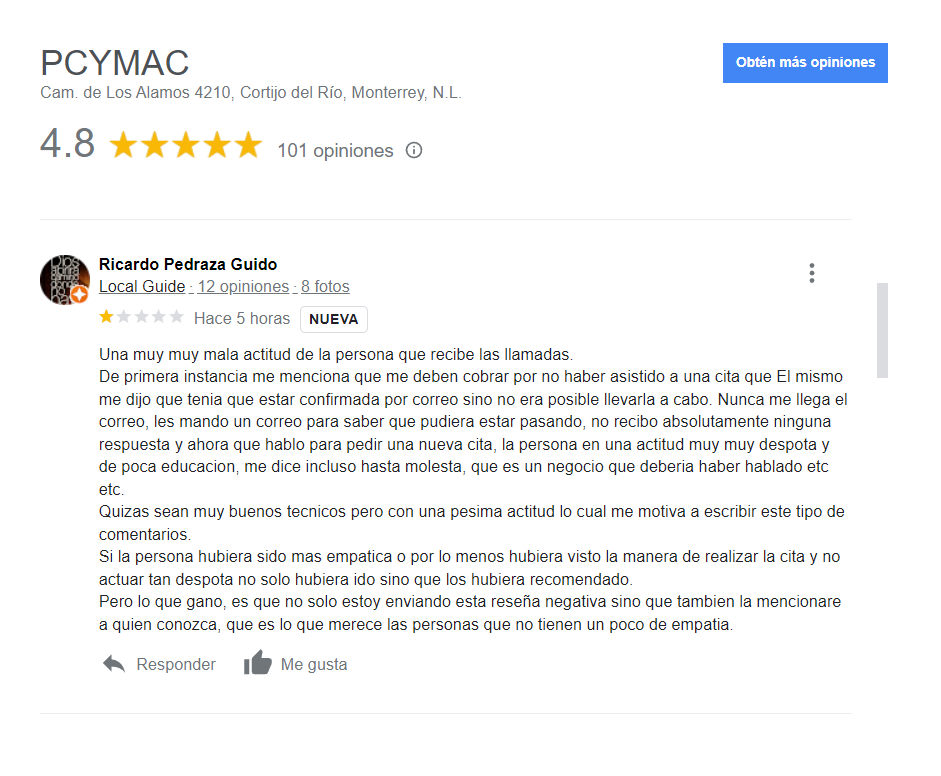 PCYMAC
Obtén más opiniones
Cam. de Los Alamos 4210, Cortijo del Río, Monterrey, N.L.
4.8 101 opiniones
Ricardo Pedraza Guido
Local Guide · 12 opiniones · 8 fotos
Hace 5 horas NUEVA
Una muy muy mala actitud de la persona que recibe las llamadas.
De primera instancia me menciona que me deben cobrar por no haber asistido a una cita que El mismo
me dijo que tenia que estar confirmada por correo sino no era posible llevarla a cabo. Nunca me llega el
correo, les mando un correo para saber que pudiera estar pasando, no recibo absolutamente ninguna
respuesta y ahora que hablo para pedir una nueva cita, la persona en una actitud muy muy despota y
de poca educacion, me dice incluso hasta molesta, que es un negocio que deberia haber hablado etc
etc.
Quizas sean muy buenos tecnicos pero con una pesima actitud lo cual me motiva a escribir este tipo de
comentarios.
Si la persona hubiera sido mas empatica o por lo menos hubiera visto la manera de realizar la cita y no
actuar tan despota no solo hubiera ido sino que los hubiera recomendado.
Pero lo que gano, es que no solo estoy enviando esta reseña negativa sino que tambien la mencionare
a quien conozca, que es lo que merece las personas que no tienen un poco de empatia.
Responder Me gusta